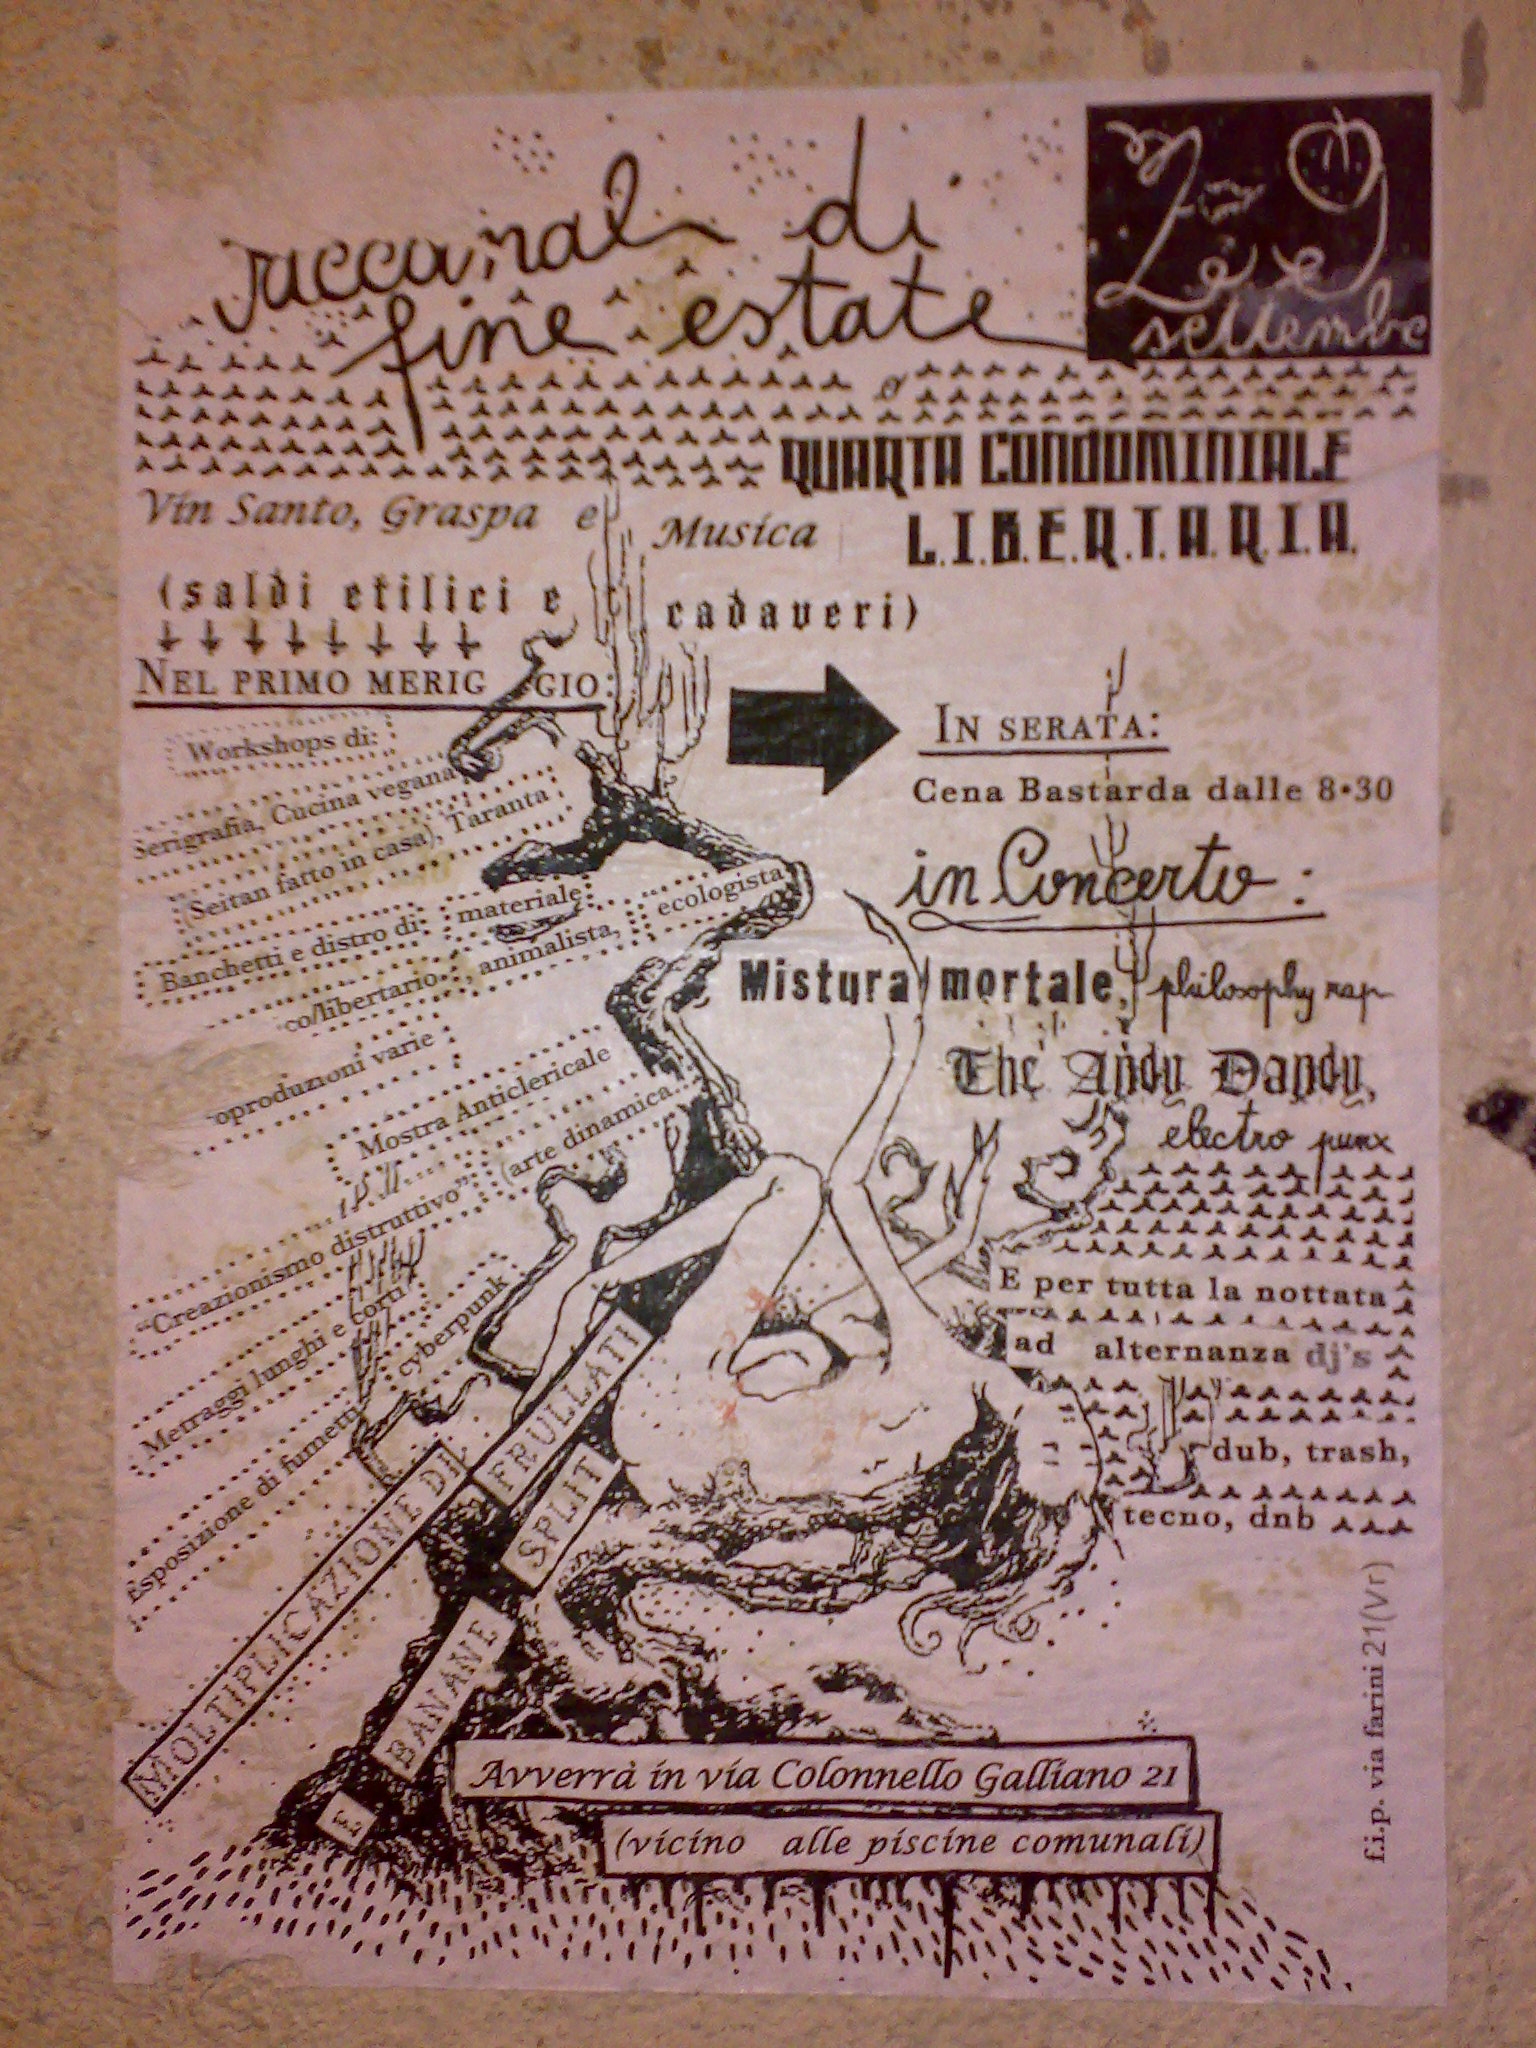 di
fine estate
settembre
QUARTA CONDOMINIALE
L.I.B.E.R.T.A.R.I.A.
Vin Santo, Graspa e Musica
(saldi etilici e cadaveri)
NEL PRIMO MERIGGIO:
Workshops di:
Serigrafia, Cucina vegana
(Seitan fatto in casa), Taranta
Banchetti e distro di: materiale
co/libertario, animalista, ecologista
oproduzioni varie
Mostra Anticlericale
"Creazionismo distruttivo" (arte dinamica..)
Metraggi lunghi e corti
Esposizione di fumetti cyberpunk
MOLTIPLICAZIONE DI
FRULLATI
BANANE SPLIT
IN SERATA:
Cena Bastarda dalle 8•30
in Concerto:
Mistura mortale, philosophy rap
The Andy Dandy,
electro punx
E per tutta la nottata
ad alternanza dj's
dub, trash,
tecno, dnb
Avverrà in via Colonnello Galliano 21
(vicino alle piscine comunali)
f.i.p. via farini 21(Vr)